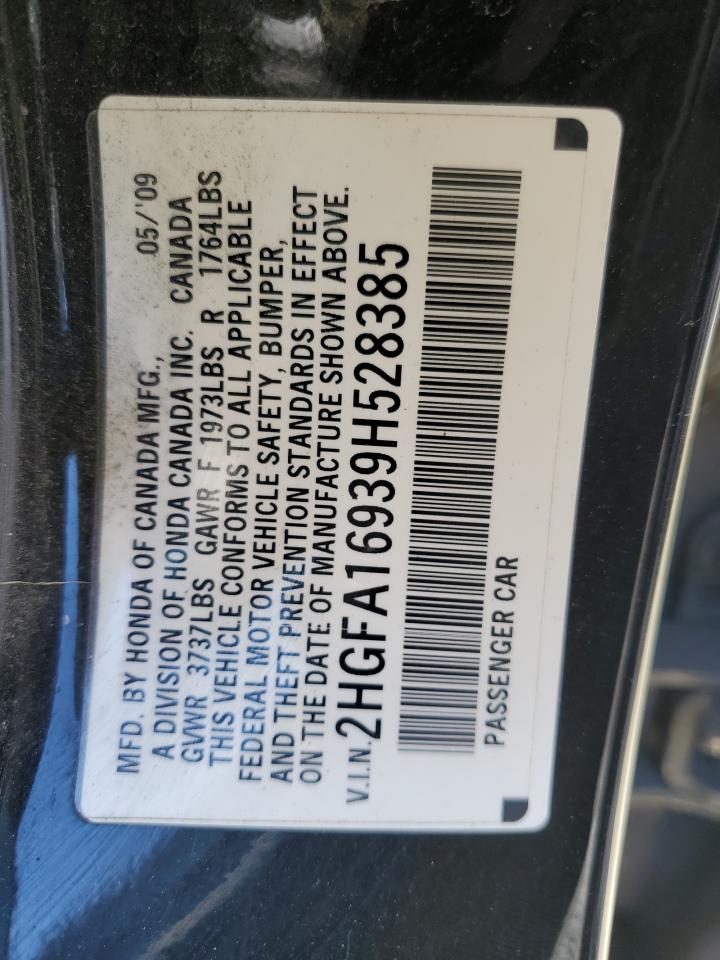 MFD. BY HONDA OF CANADA MFG., 05/'09
A DIVISION OF HONDA CANADA INC. CANADA
GVWR 3737LBS GAWR F 1973LBS R 1764LBS
THIS VEHICLE CONFORMS TO ALL APPLICABLE
FEDERAL MOTOR VEHICLE SAFETY, BUMPER,
AND THEFT PREVENTION STANDARDS IN EFFECT
ON THE DATE OF MANUFACTURE SHOWN ABOVE.
V.I.N. 2HGFA16939H528385
PASSENGER CAR